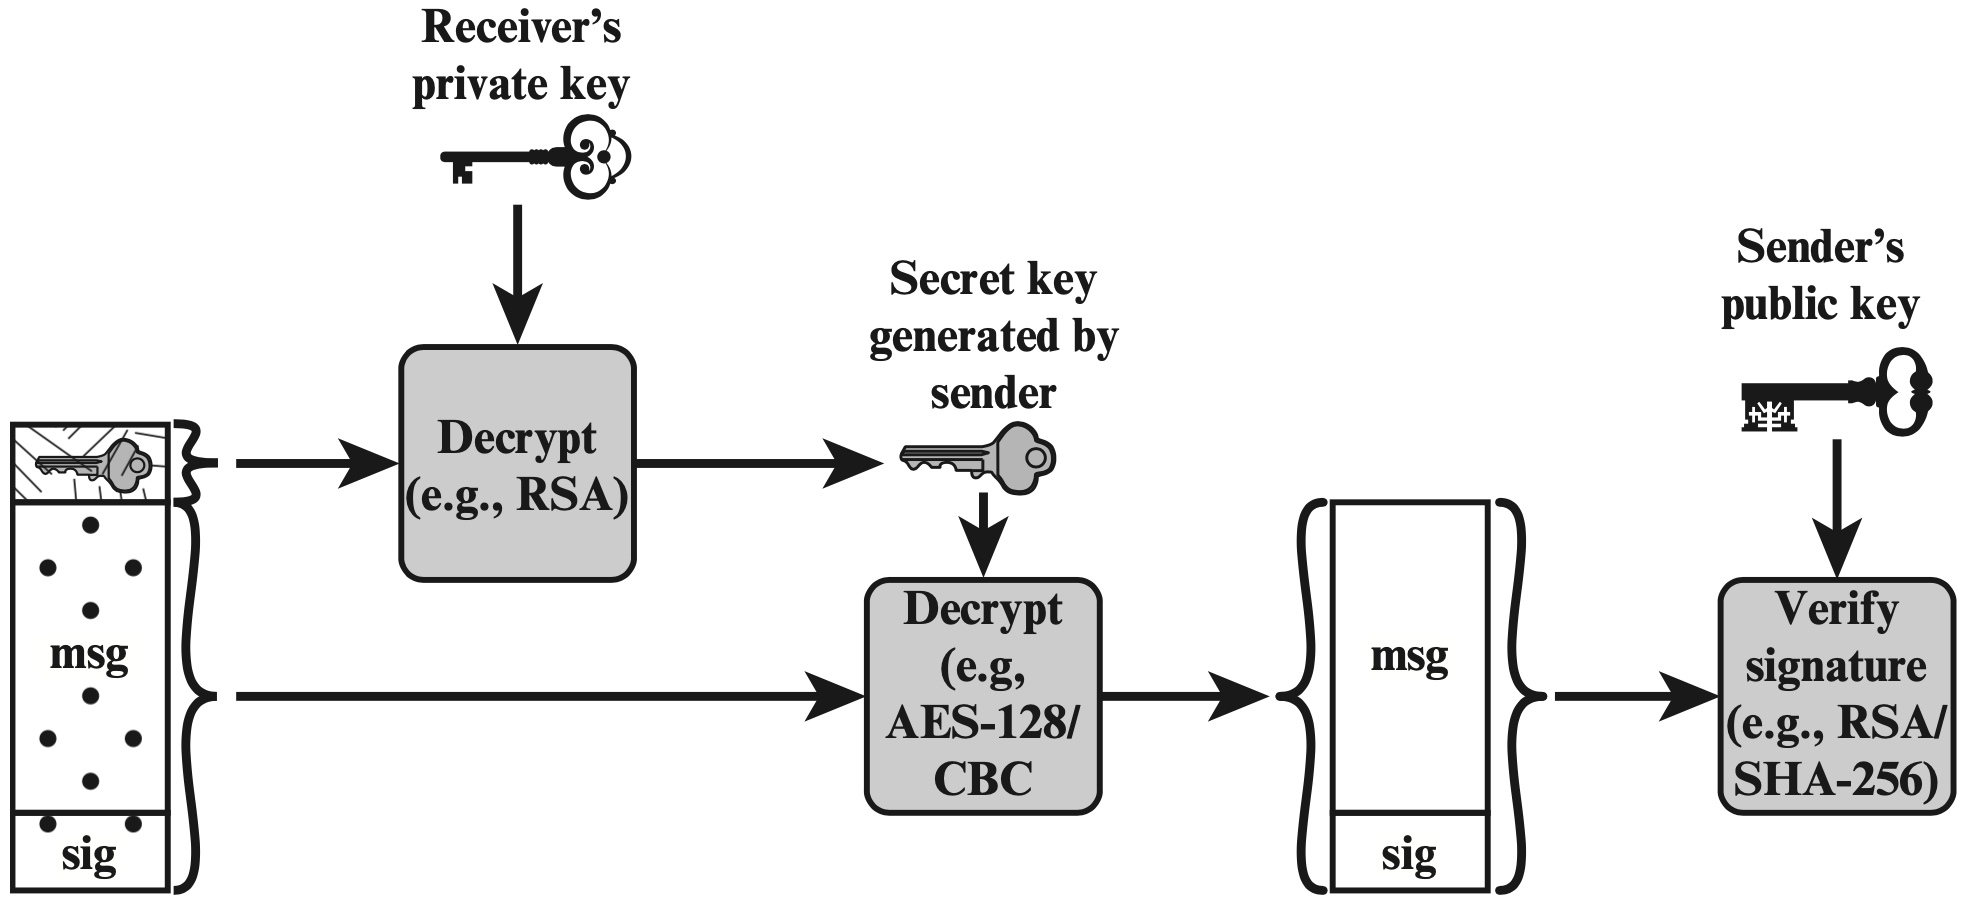 Receiver's
private key
Decrypt
(e.g., RSA)
Secret key
generated by
sender
msg
sig
Decrypt
(e.g,
AES-128/
CBC
msg
sig
Sender's
public key
Verify
signature
(e.g., RSA/
SHA-256)